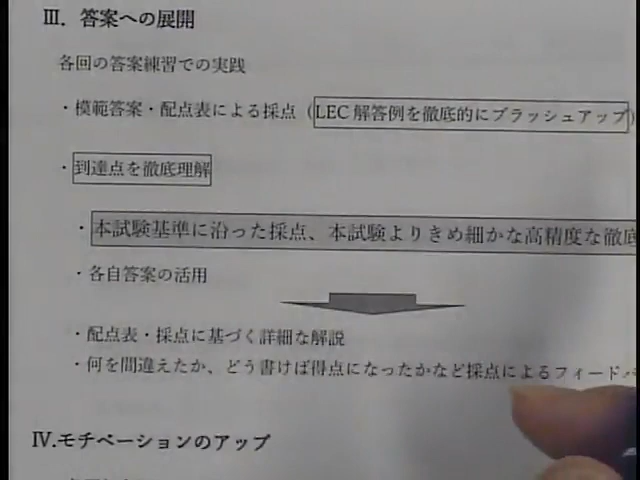 Ⅲ．答案への展開
各回の答案練習での実践
・模範答案・配点表による採点（LEC 解答例を徹底的にブラッシュアップ）
・到達点を徹底理解
・本試験基準に沿った採点、本試験よりきめ細かな高精度な徹底
・各自答案の活用
・配点表・採点に基づく詳細な解説
・何を間違えたか、どう書けば得点になったかなど採点によるフィード
Ⅳ.モチベーションのアップ